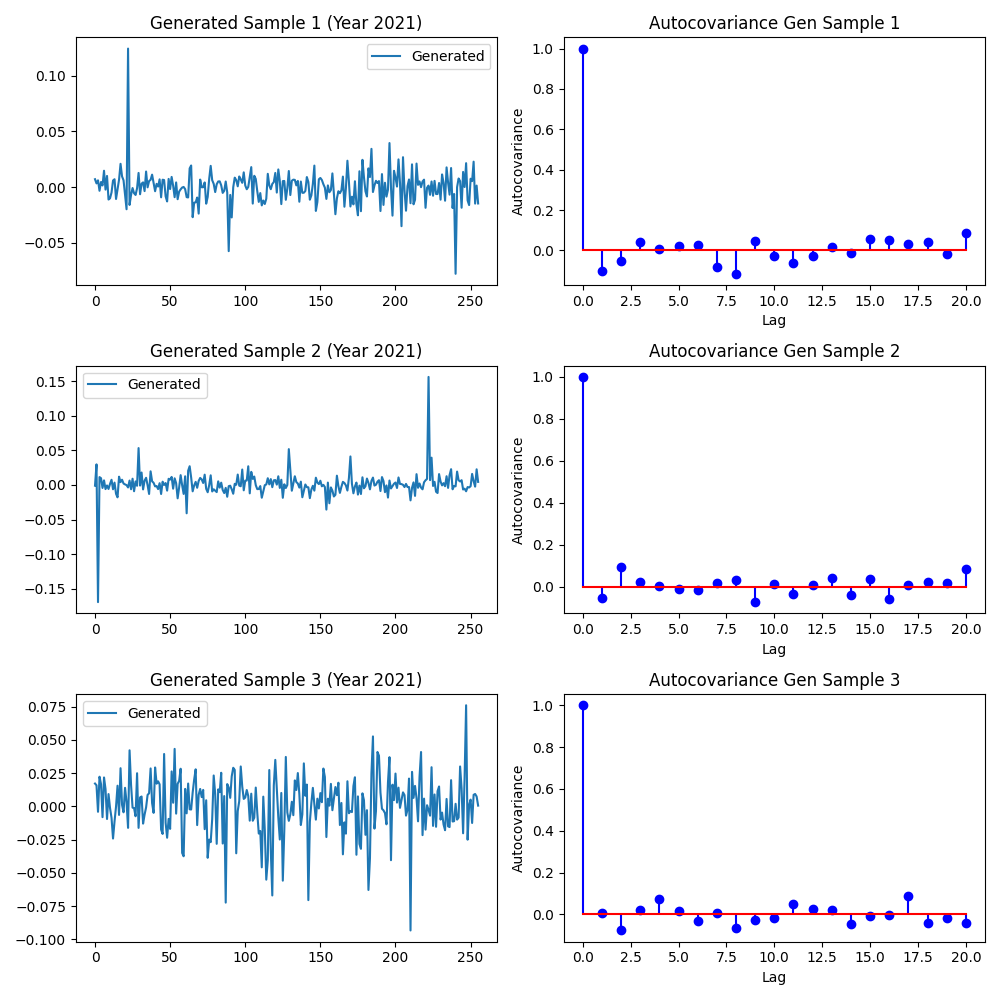 Generated Sample 1 (Year 2021)
Generated
0.10
0.05
0.00
−0.05
0 50 100 150 200 250
Autocovariance Gen Sample 1
Autocovariance
1.0
0.8
0.6
0.4
0.2
0.0
0.0 2.5 5.0 7.5 10.0 12.5 15.0 17.5 20.0
Lag
Generated Sample 2 (Year 2021)
Generated
0.15
0.10
0.05
0.00
−0.05
−0.10
−0.15
0 50 100 150 200 250
Autocovariance Gen Sample 2
Autocovariance
1.0
0.8
0.6
0.4
0.2
0.0
0.0 2.5 5.0 7.5 10.0 12.5 15.0 17.5 20.0
Lag
Generated Sample 3 (Year 2021)
Generated
0.075
0.050
0.025
0.000
−0.025
−0.050
−0.075
−0.100
0 50 100 150 200 250
Autocovariance Gen Sample 3
Autocovariance
1.0
0.8
0.6
0.4
0.2
0.0
0.0 2.5 5.0 7.5 10.0 12.5 15.0 17.5 20.0
Lag